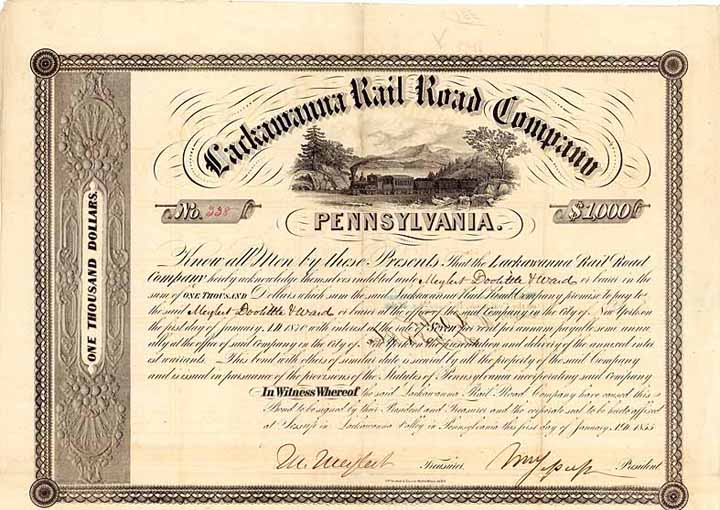 Lackawanna Rail Road Company
No. 238
$1,000
PENNSYLVANIA.
ONE THOUSAND DOLLARS.
Know all Men by these Presents That the Lackawanna Rail Road
Company hereby acknowledge themselves indebted unto Meylert Doolittle & Ward or bearer in the
sum of ONE THOUSAND Dollars which sum the said Lackawanna Rail Road Company promise to pay to
the said Meylert Doolittle & Ward or bearer at the office of the said Company in the City of New York on
the first day of January A.D. 1870 with interest at the rate of Seven per cent per annum payable semi annu
ally at the office of said Company in the City of New York on the presentation and delivery of the annexed inter
est warrants. This bond with others of similar date is secured by all the property of the said Company
and is issued in pursuance of the provisions of the Statutes of Pennsylvania incorporating said Company
In Witness Whereof the said Lackawanna Rail Road Company have caused this
Bond to be signed by their President and Treasurer and the corporate seal to be hereto affixed
at Jessup in Lackawanna Valley in Pennsylvania this first day of January A.D. 1855
M. Meylert Treasurer. Wm Jessup President